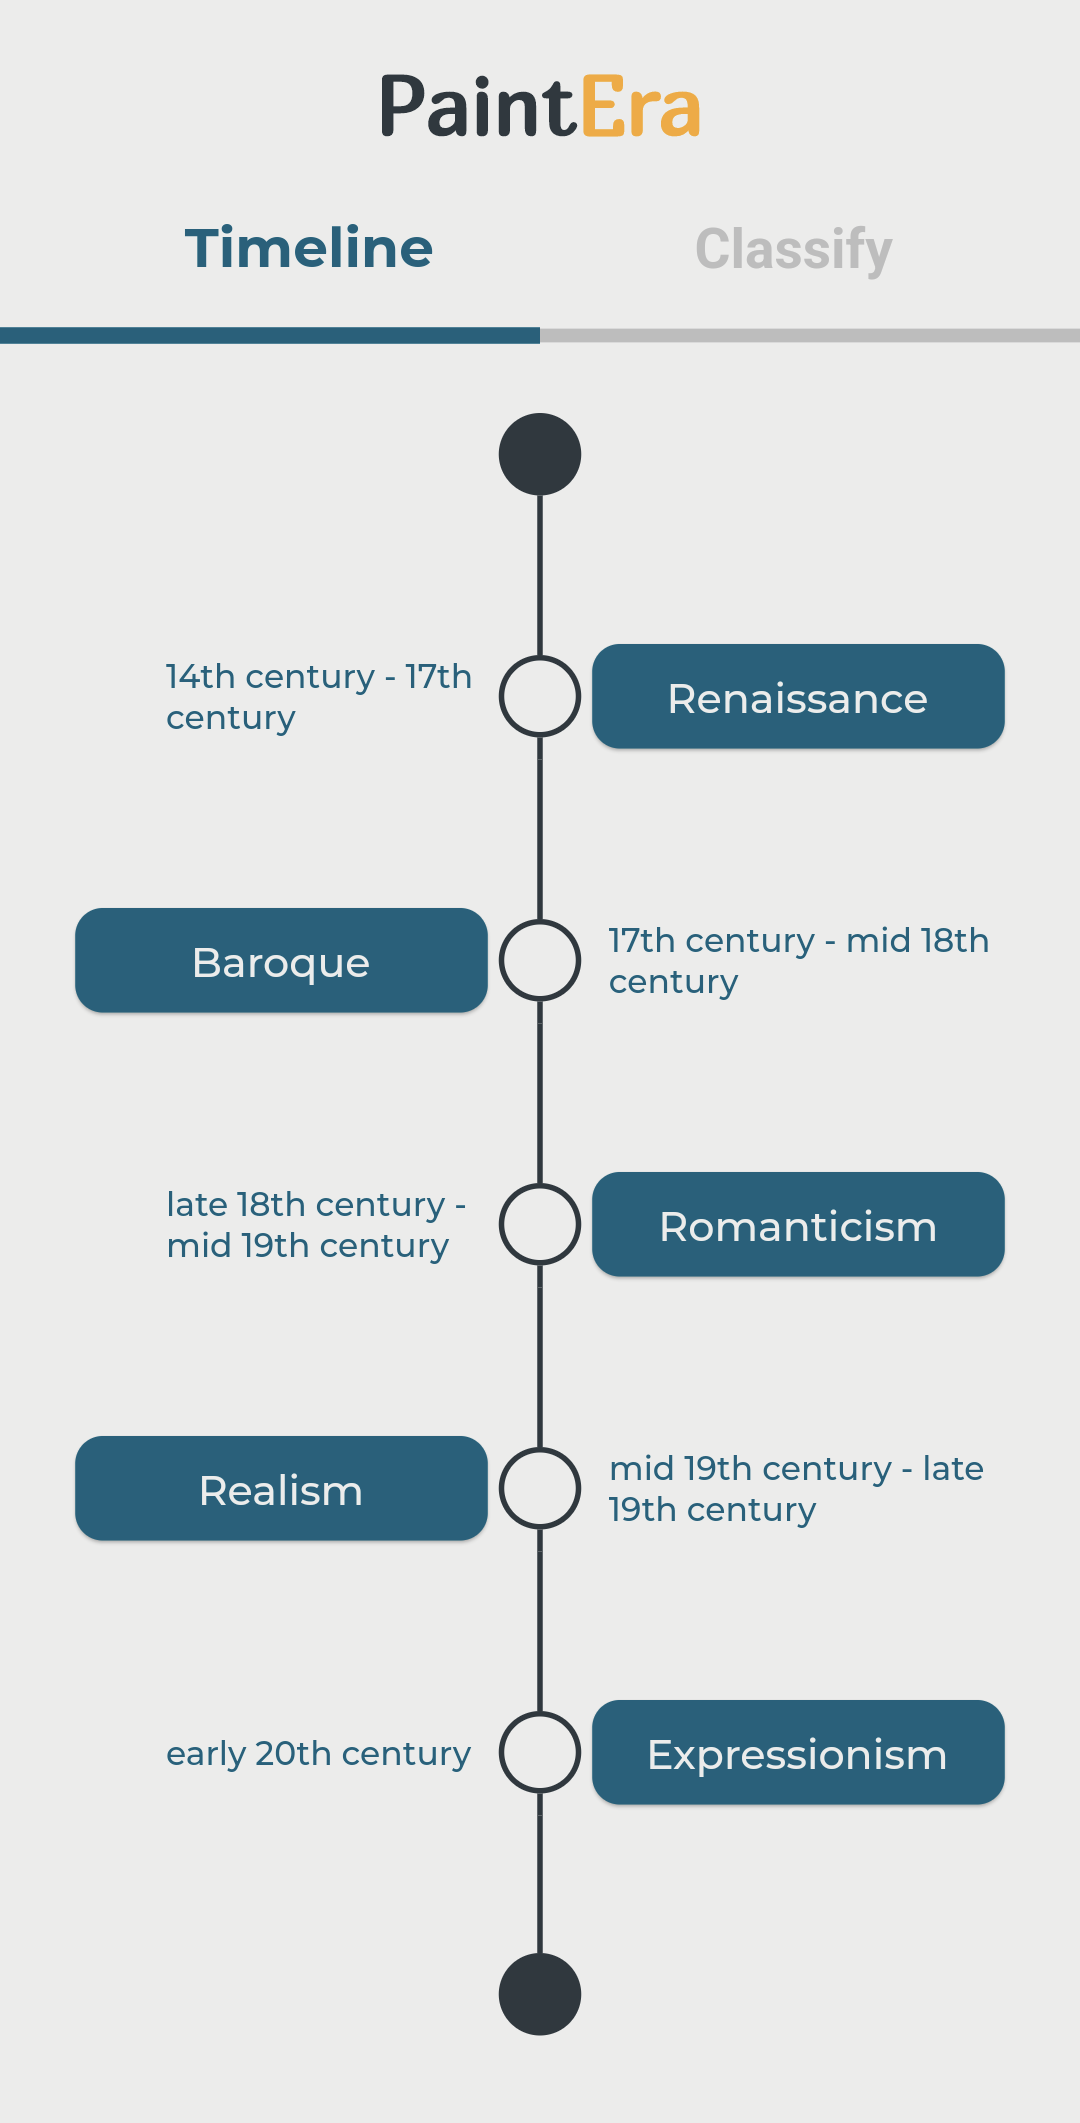 PaintEra
Timeline
Classify
14th century - 17th
century
Renaissance
Baroque
17th century - mid 18th
century
late 18th century -
mid 19th century
Romanticism
Realism
mid 19th century - late
19th century
early 20th century
Expressionism